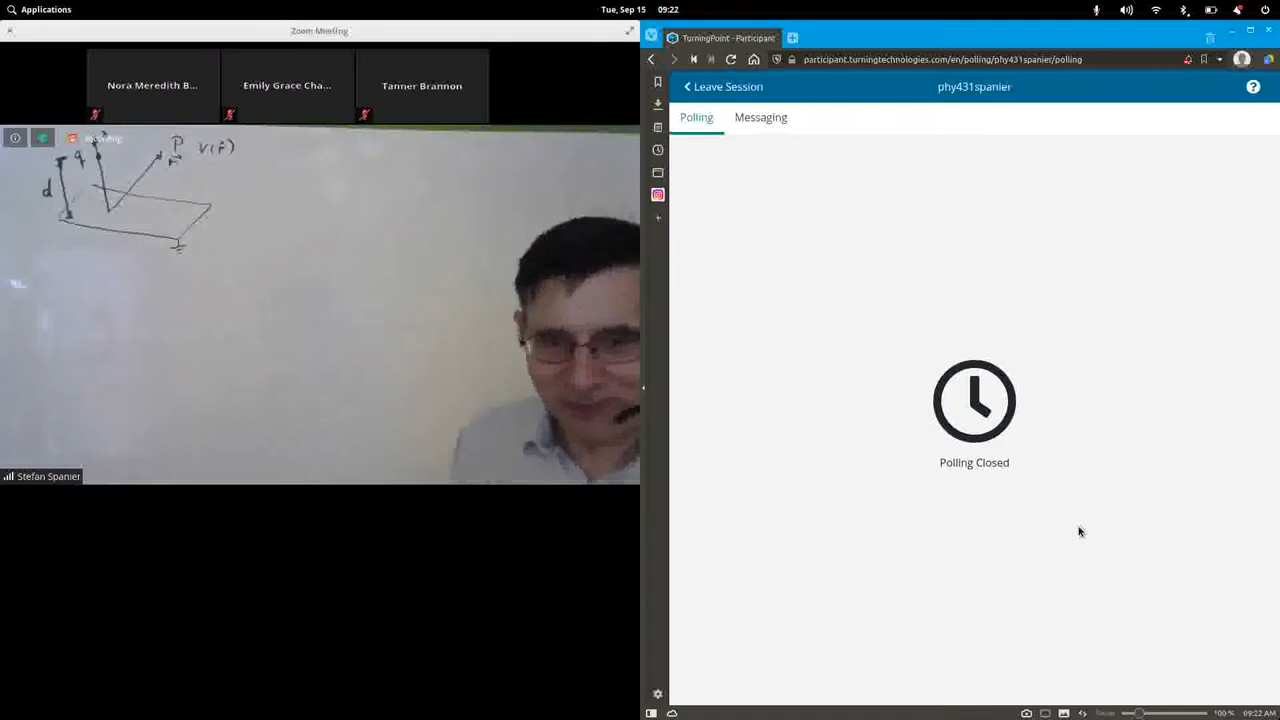 Applications
Tue, Sep 15 09:22
Zoom Meeting
TurningPoint - Participant
participant.turningtechnologies.com/en/polling/phy431spanier/polling
Nora Meredith B...
Emily Grace Cha...
Tanner Brannon
Leave Session
phy431spanier
?
Polling
Messaging
Recording
q
P
V(r⃗)
r⃗
d
Polling Closed
Stefan Spanier
100 %
09:22 AM